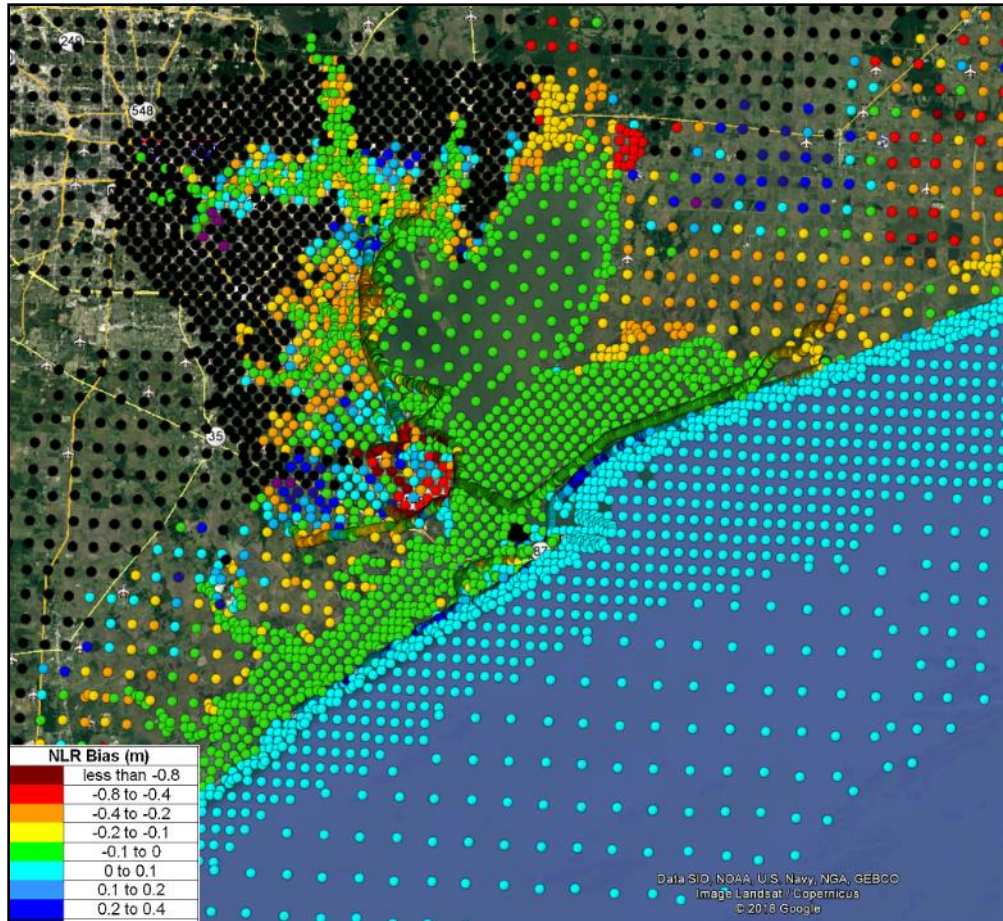 249
548
35
87
NLR Bias (m)
less than -0.8
-0.8 to -0.4
-0.4 to -0.2
-0.2 to -0.1
-0.1 to 0
0 to 0.1
0.1 to 0.2
0.2 to 0.4
Data SIO, NOAA, U.S. Navy, NGA, GEBCO
Image Landsat / Copernicus
© 2018 Google